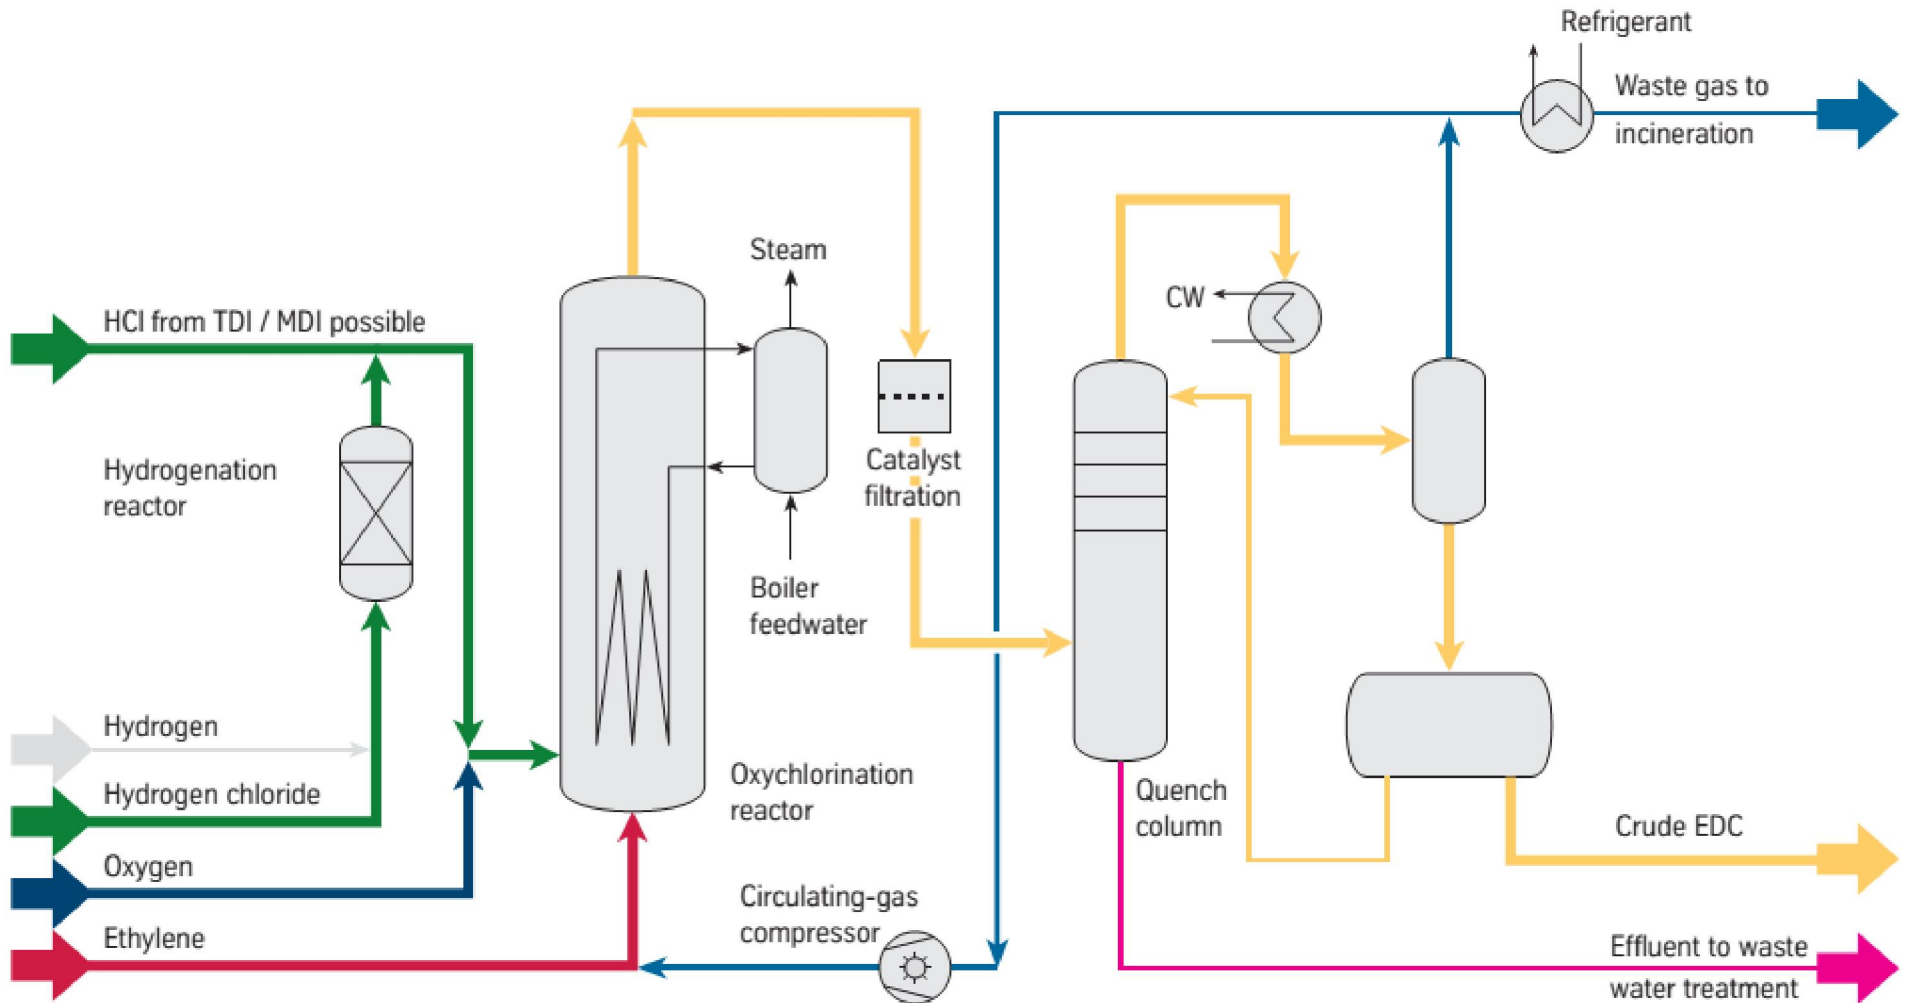 Refrigerant
Waste gas to
incineration
Steam
CW
HCl from TDI / MDI possible
Hydrogenation
reactor
Catalyst
filtration
Boiler
feedwater
Hydrogen
Hydrogen chloride
Oxychlorination
reactor
Quench
column
Crude EDC
Oxygen
Circulating-gas
compressor
Ethylene
Effluent to waste
water treatment